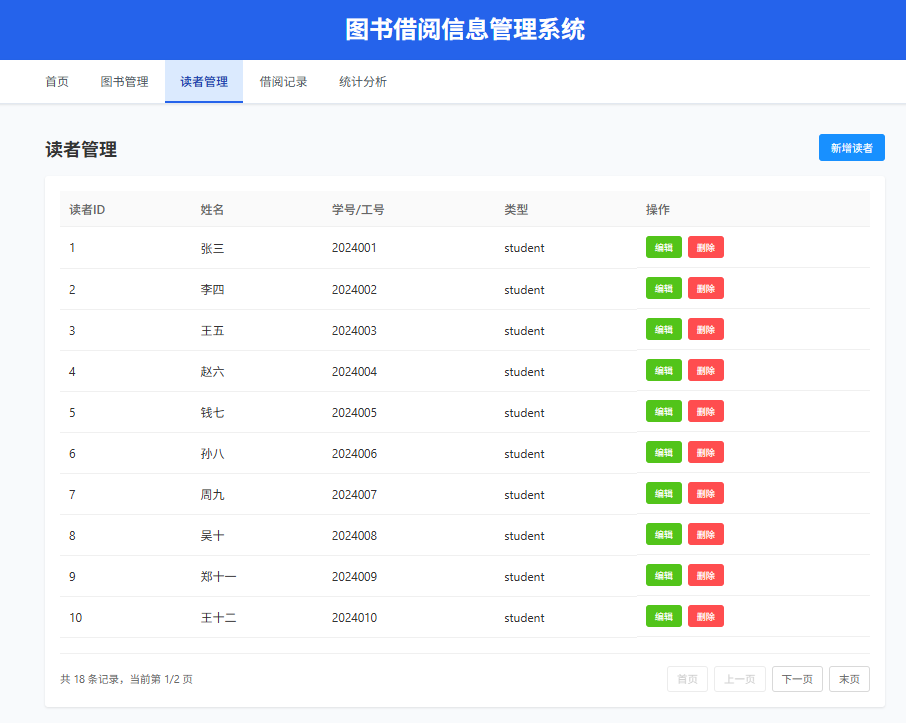 图书借阅信息管理系统
首页 图书管理 读者管理 借阅记录 统计分析
读者管理 新增读者
读者ID 姓名 学号/工号 类型 操作
1 张三 2024001 student 编辑 删除
2 李四 2024002 student 编辑 删除
3 王五 2024003 student 编辑 删除
4 赵六 2024004 student 编辑 删除
5 钱七 2024005 student 编辑 删除
6 孙八 2024006 student 编辑 删除
7 周九 2024007 student 编辑 删除
8 吴十 2024008 student 编辑 删除
9 郑十一 2024009 student 编辑 删除
10 王十二 2024010 student 编辑 删除
共 18 条记录，当前第 1/2 页 首页 上一页 下一页 末页